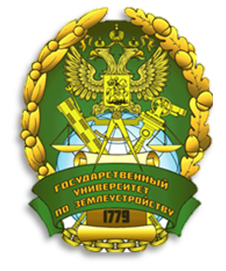 ГОСУДАРСТВЕННЫЙ
УНИВЕРСИТЕТ
ПО ЗЕМЛЕУСТРОЙСТВУ
1779